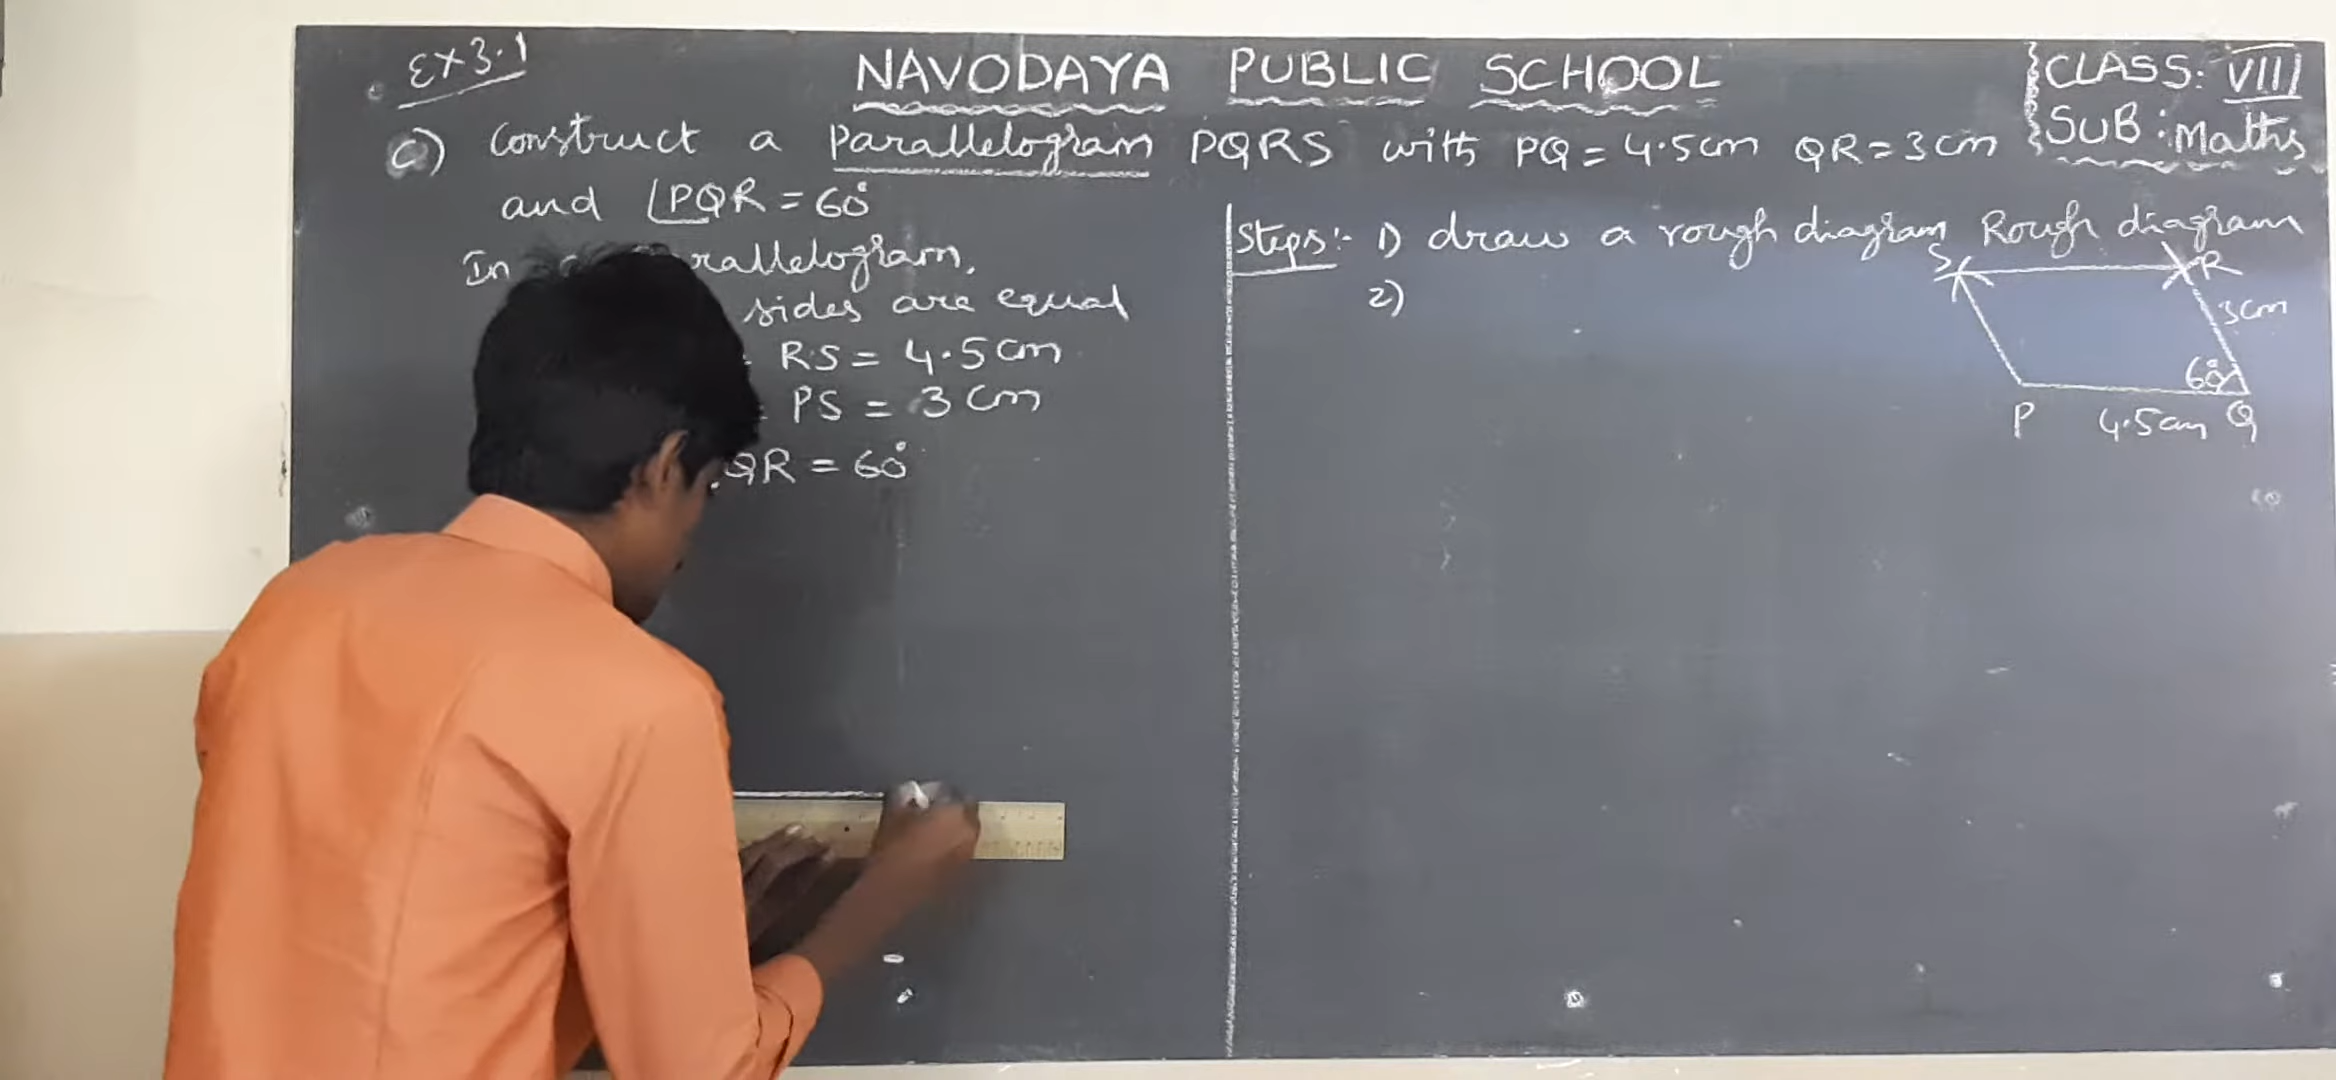 Ex 3.1
NAVODAYA PUBLIC SCHOOL
CLASS: VIII
SUB: Maths
c) Construct a parallelogram PQRS with PQ = 4.5cm QR = 3cm
and ∠PQR = 60°
In rallelogram,
sides are equal
RS = 4.5 cm
= PS = 3 cm
QR = 60°
Steps:- 1) draw a rough diagram
2)
Rough diagram
S R
3cm
60°
P 4.5cm Q